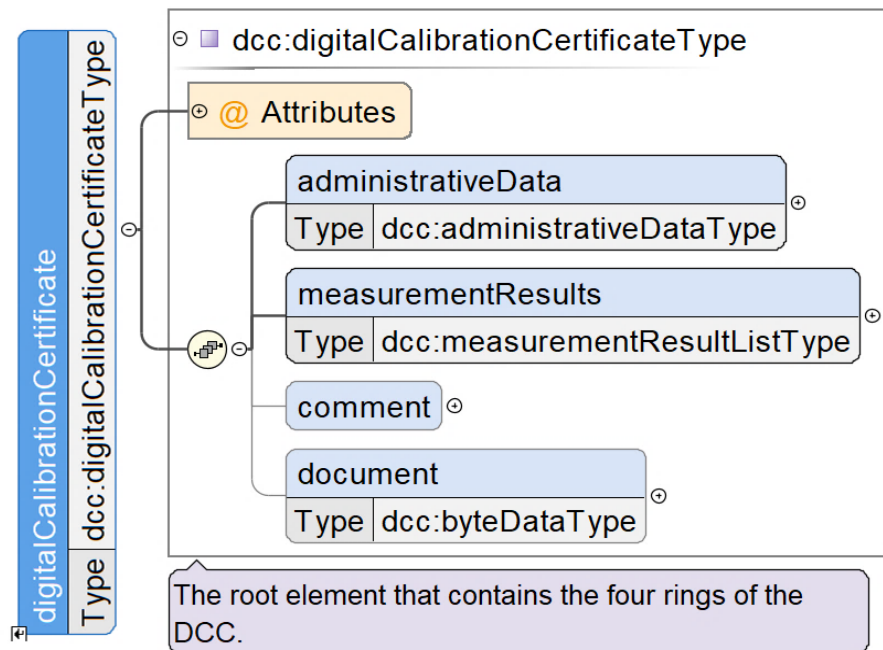 digitalCalibrationCertificate
Type dcc:digitalCalibrationCertificateType
dcc:digitalCalibrationCertificateType
@ Attributes
administrativeData
Type dcc:administrativeDataType
measurementResults
Type dcc:measurementResultListType
comment
document
Type dcc:byteDataType
The root element that contains the four rings of the
DCC.